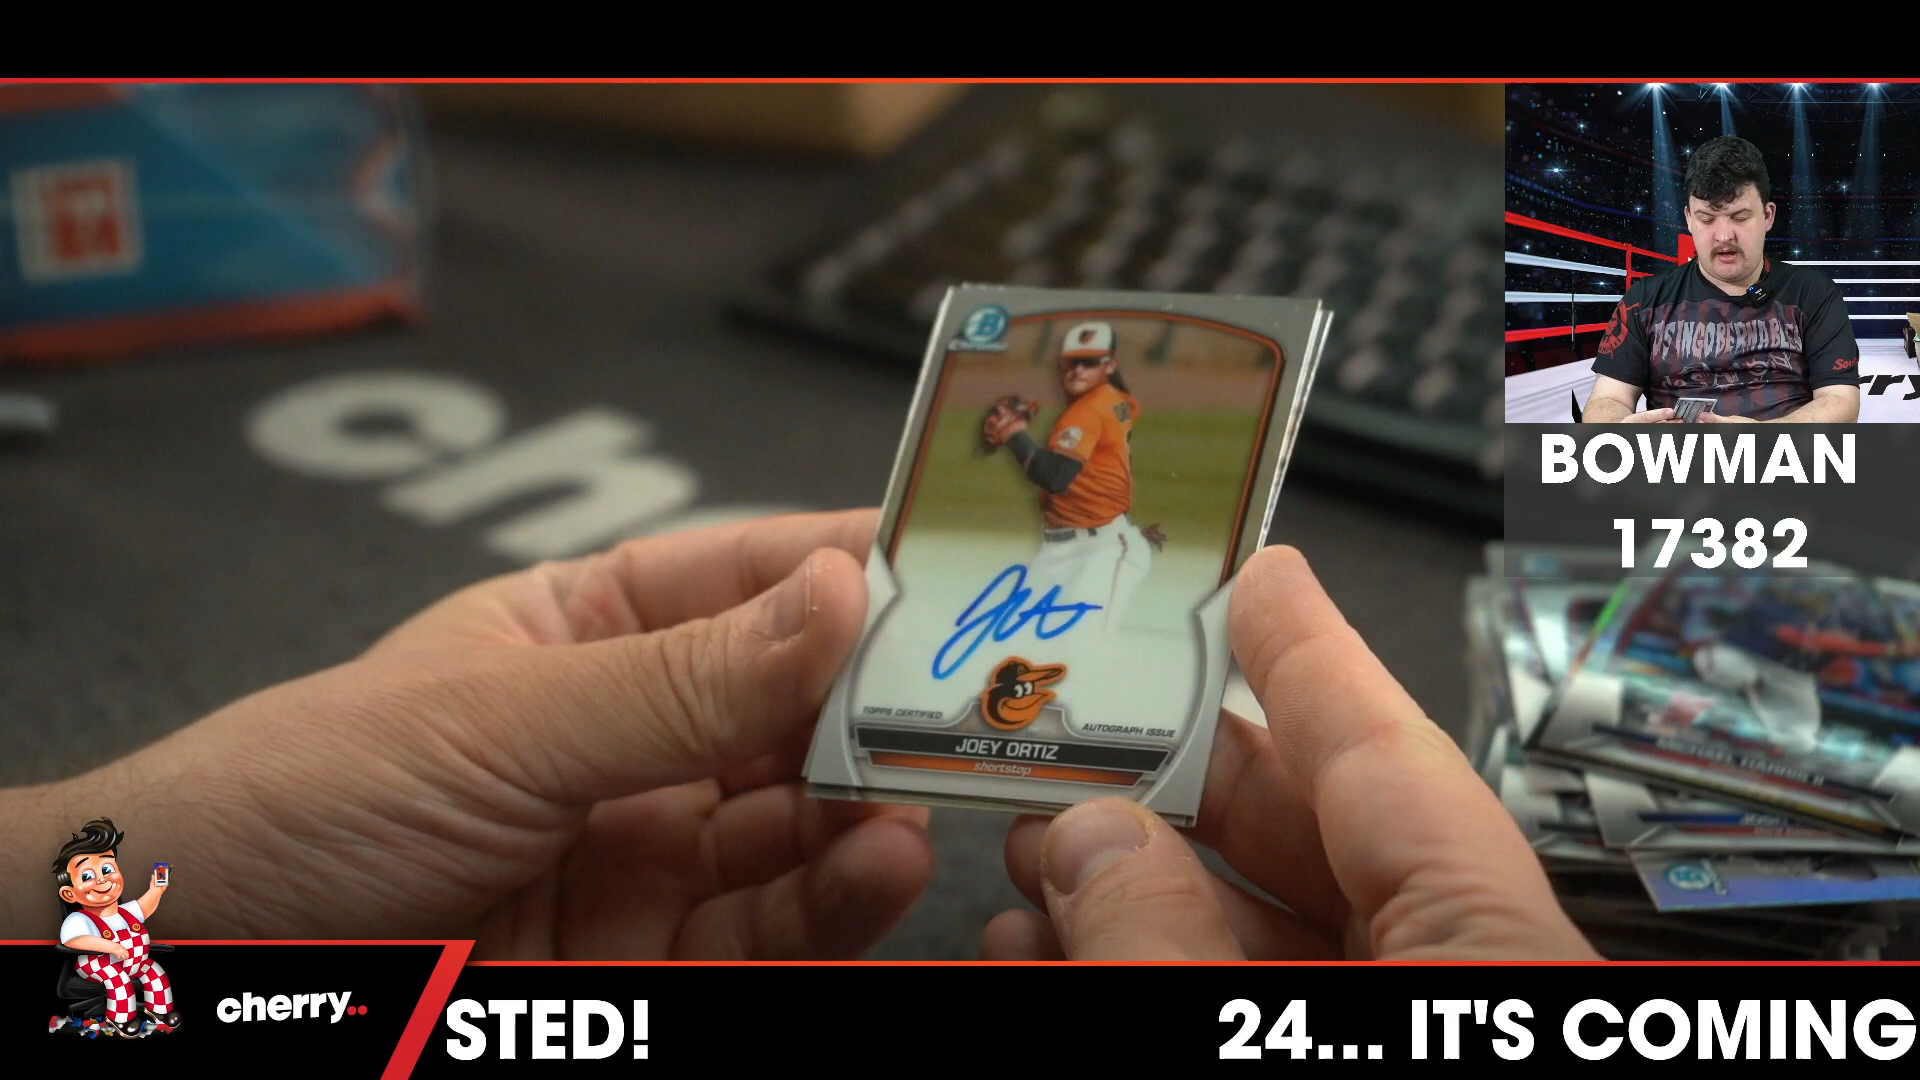 BOWMAN
17382
TOPPS CERTIFIED
AUTOGRAPH ISSUE
JOEY ORTIZ
shortstop
cherry..
STED!
24... IT'S COMING